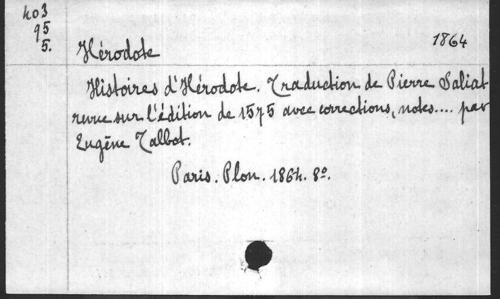 403
95
5.
Hérodote 1864
Histoires d'Hérodote. Traduction de Pierre Saliat
revue sur l'édition de 1575 avec corrections, notes.... par
Eugène Talbot.
Paris. Plon. 1864. 8º.